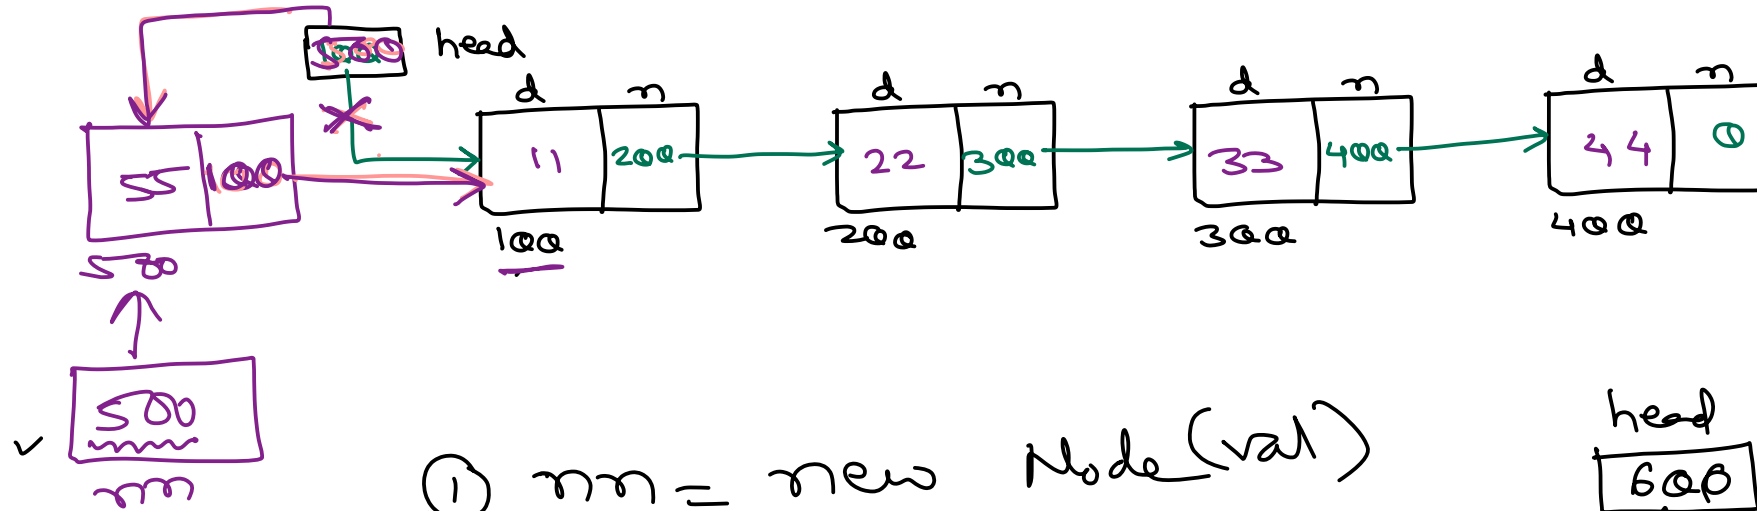 500 head
d n d n d n d n
55 100 11 200 22 300 33 400 44 0
500 100 200 300 400
500
nn
① nn = new Node(val)
head
600